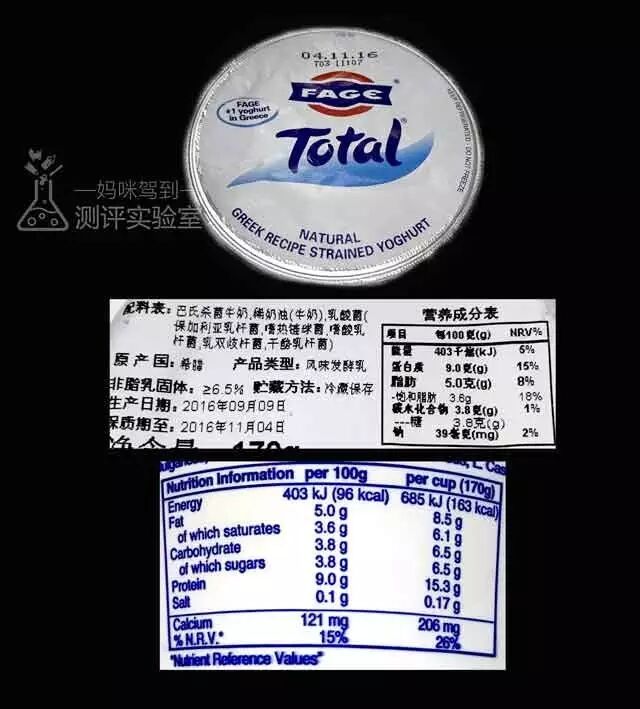 04.11.16
T03 11:07
FAGE
FAGE
#1 yoghurt
in Greece
Total
KEEP REFRIGERATED - DO NOT FREEZE
NATURAL
GREEK RECIPE STRAINED YOGHURT
一妈咪驾到一
测评实验室
配料表：巴氏杀菌牛奶,稀奶油(牛奶),乳酸菌(
保加利亚乳杆菌,嗜热链球菌,嗜酸乳
杆菌,乳双歧杆菌,干酪乳杆菌)
原产国：希腊 产品类型：风味发酵乳
非脂乳固体：≥6.5% 贮藏方法：冷藏保存
生产日期：2016年09月09日
保质期至：2016年11月04日
净含量 170g
营养成分表
项目 每100克(g) NRV%
能量 403千焦(kJ) 5%
蛋白质 9.0克(g) 15%
脂肪 5.0克(g) 8%
-饱和脂肪 3.6g 18%
碳水化合物 3.8克(g) 1%
---糖 3.8克(g)
钠 39毫克(mg) 2%
L. Cas
Nutrition Information per 100g per cup (170g)
Energy 403 kJ (96 kcal) 685 kJ (163 kcal)
Fat 5.0 g 8.5 g
of which saturates 3.6 g 6.1 g
Carbohydrate 3.8 g 6.5 g
of which sugars 3.8 g 6.5 g
Protein 9.0 g 15.3 g
Salt 0.1 g 0.17 g
Calcium 121 mg 206 mg
% N.R.V.* 15% 26%
"Nutrient Reference Values"